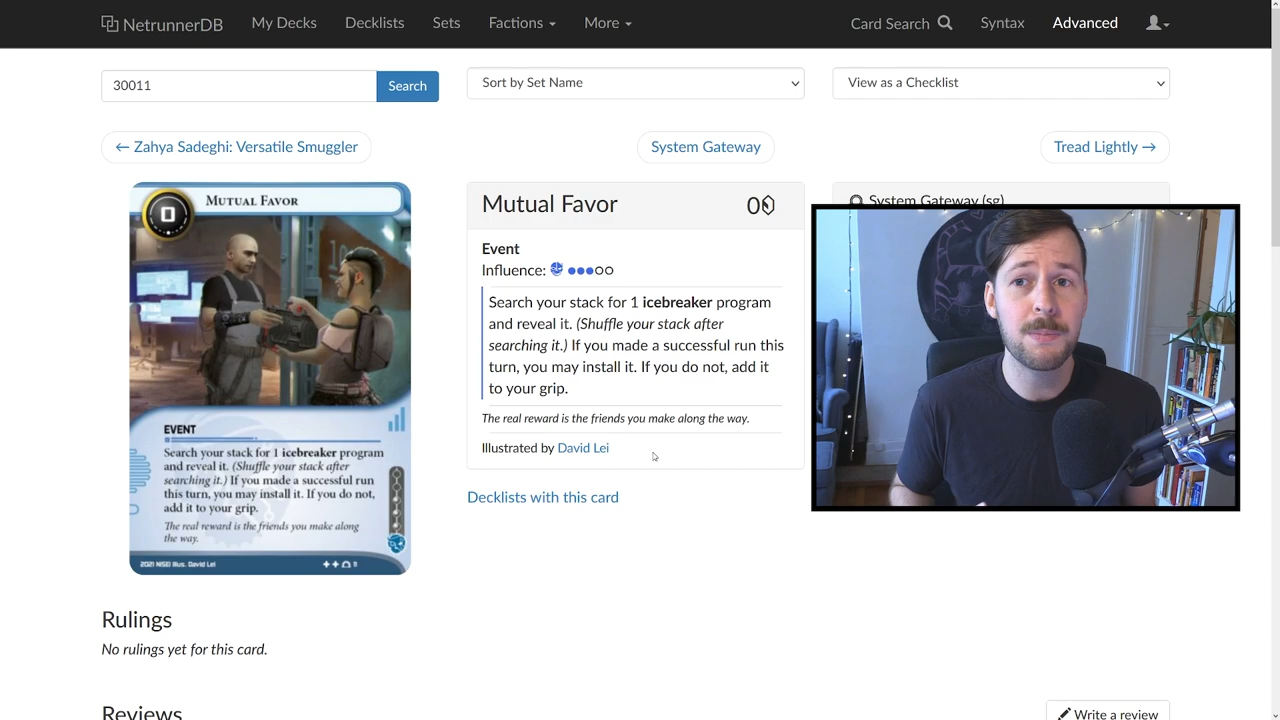 NetrunnerDB My Decks Decklists Sets Factions More Card Search Syntax Advanced
30011 Search Sort by Set Name View as a Checklist
← Zahya Sadeghi: Versatile Smuggler System Gateway Tread Lightly →
0 MUTUAL FAVOR
EVENT
Search your stack for 1 icebreaker program
and reveal it. (Shuffle your stack after
searching it.) If you made a successful run
this turn, you may install it. If you do not,
add it to your grip.
The real reward is the friends you make along
the way.
2021 NISEI Illus. David Lei 11
Mutual Favor 0
Event
Influence:
Search your stack for 1 icebreaker program
and reveal it. (Shuffle your stack after
searching it.) If you made a successful run this
turn, you may install it. If you do not, add it
to your grip.
The real reward is the friends you make along the way.
Illustrated by David Lei
Decklists with this card
System Gateway (sg)
Rulings
No rulings yet for this card.
Reviews Write a review